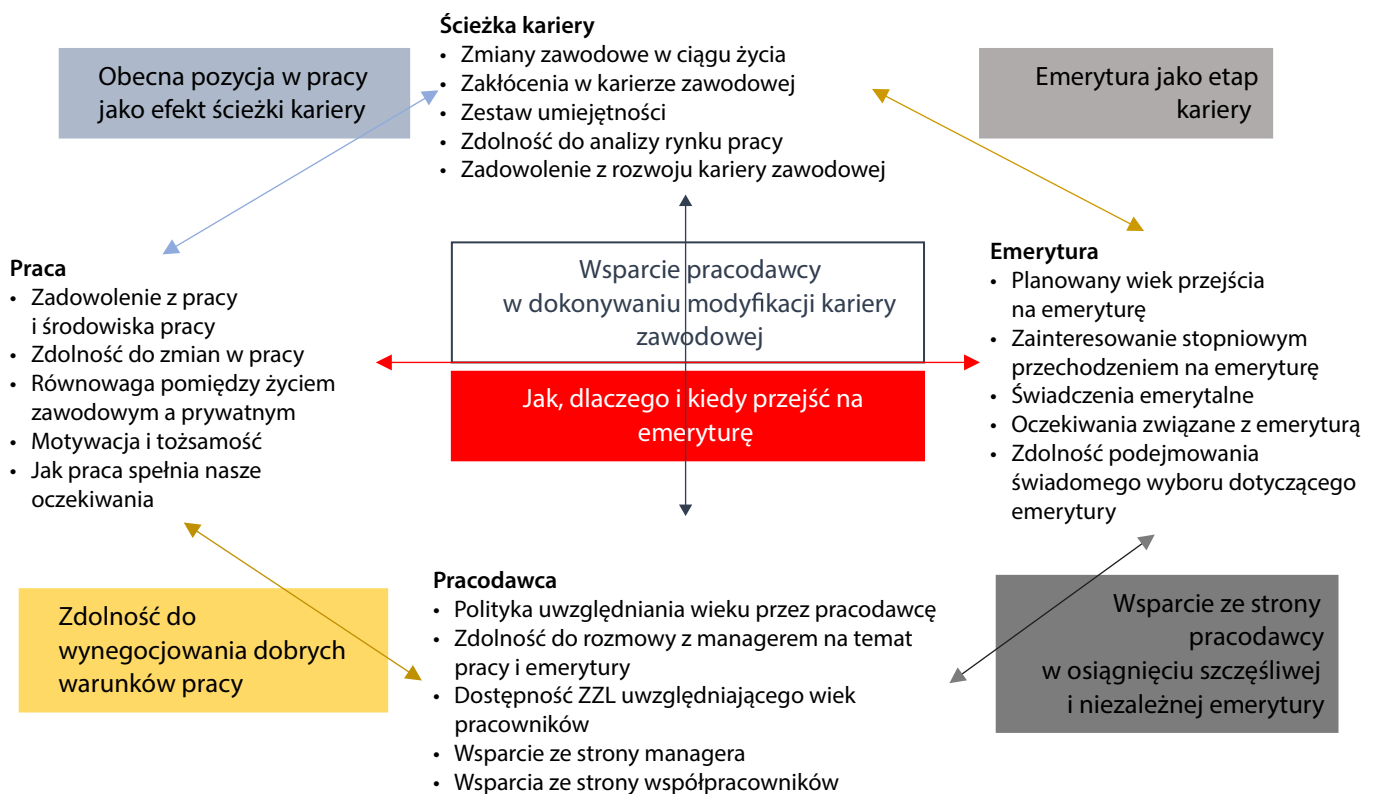 Ścieżka kariery
• Zmiany zawodowe w ciągu życia
• Zakłócenia w karierze zawodowej
• Zestaw umiejętności
• Zdolność do analizy rynku pracy
• Zadowolenie z rozwoju kariery zawodowej
Obecna pozycja w pracy
jako efekt ścieżki kariery
Emerytura jako etap
kariery
Praca
• Zadowolenie z pracy
i środowiska pracy
• Zdolność do zmian w pracy
• Równowaga pomiędzy życiem
zawodowym a prywatnym
• Motywacja i tożsamość
• Jak praca spełnia nasze
oczekiwania
Wsparcie pracodawcy
w dokonywaniu modyfikacji kariery
zawodowej
Jak, dlaczego i kiedy przejść na
emeryturę
Emerytura
• Planowany wiek przejścia
na emeryturę
• Zainteresowanie stopniowym
przechodzeniem na emeryturę
• Świadczenia emerytalne
• Oczekiwania związane z emeryturą
• Zdolność podejmowania
świadomego wyboru dotyczącego
emerytury
Zdolność do
wynegocjowania dobrych
warunków pracy
Pracodawca
• Polityka uwzględniania wieku przez pracodawcę
• Zdolność do rozmowy z managerem na temat
pracy i emerytury
• Dostępność ZZL uwzględniającego wiek
pracowników
• Wsparcie ze strony managera
• Wsparcia ze strony współpracowników
Wsparcie ze strony
pracodawcy
w osiągnięciu szczęśliwej
i niezależnej emerytury